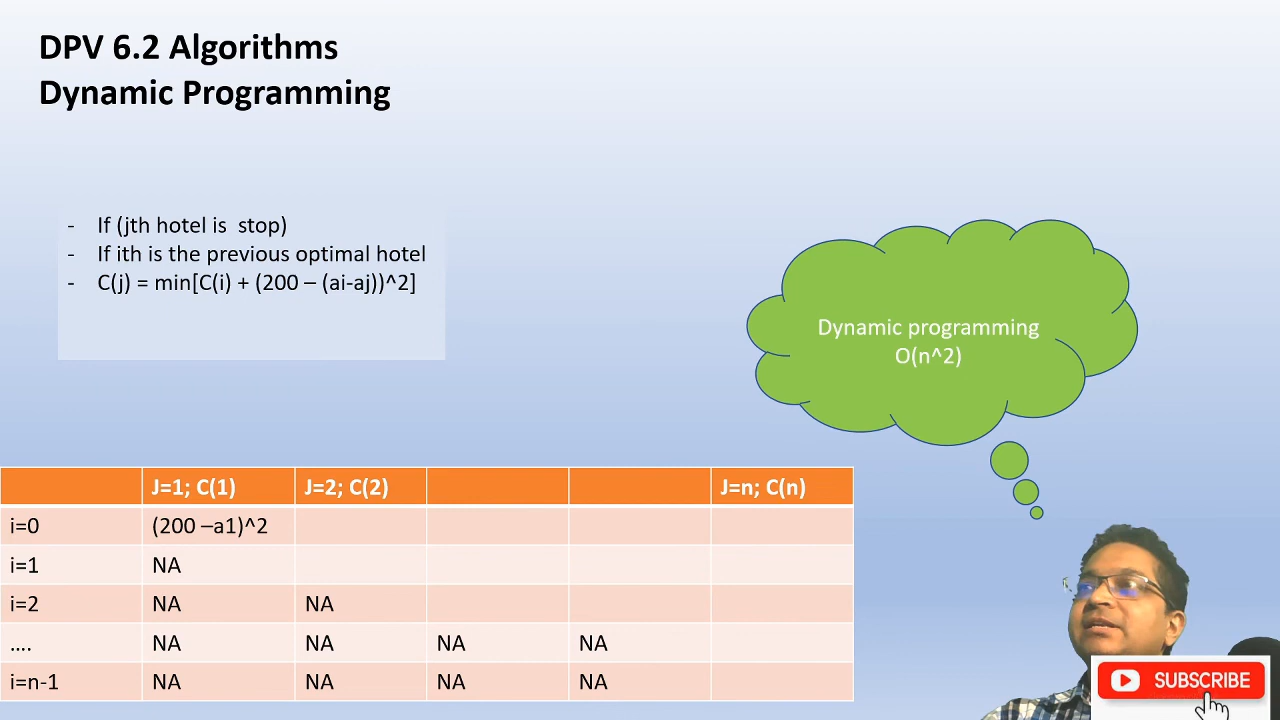 DPV 6.2 Algorithms
Dynamic Programming
- If (jth hotel is  stop)
- If ith is the previous optimal hotel
- C(j) = min[C(i) + (200 – (ai-aj))^2]
Dynamic programming
O(n^2)
J=1; C(1) J=2; C(2) J=n; C(n)
i=0 (200 –a1)^2
i=1 NA
i=2 NA NA
…. NA NA NA NA
i=n-1 NA NA NA NA
SUBSCRIBE